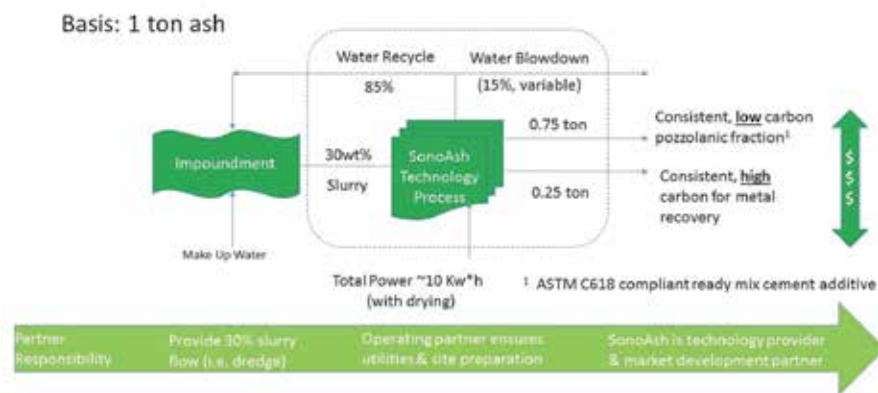 Basis: 1 ton ash
Water Recycle
85%
Water Blowdown
(15%, variable)
Impoundment
30wt%
Slurry
SonoAsh
Technology
Process
0.75 ton
0.25 ton
Consistent, low carbon
pozzolanic fraction¹
Consistent, high
carbon for metal
recovery
$
$
$
Make Up Water
Total Power ~10 Kw*h
(with drying)
¹ ASTM C618 compliant ready mix cement additive
Partner
Responsibility
Provide 30% slurry
flow (i.e. dredge)
Operating partner ensures
utilities & site preparation
SonoAsh is technology provider
& market development partner